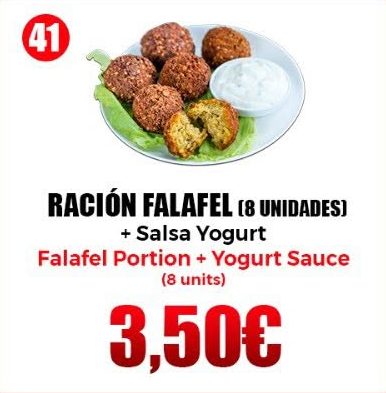 41
RACIÓN FALAFEL (8 UNIDADES)
+ Salsa Yogurt
Falafel Portion + Yogurt Sauce
(8 units)
3,50€